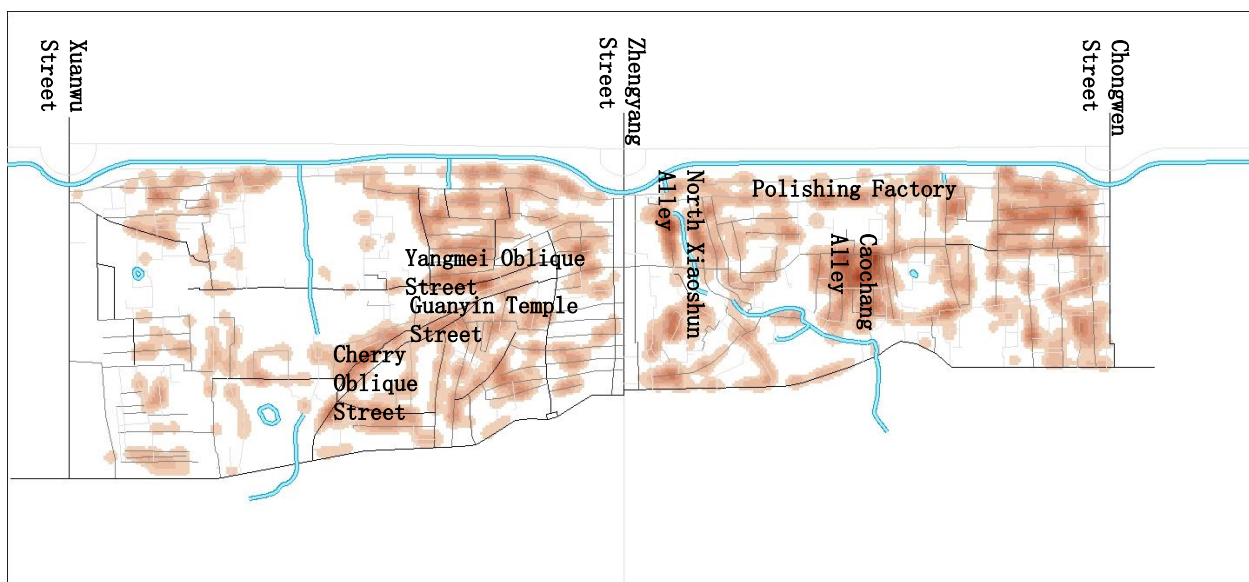 Xuanwu
Street
Zhengyang
Street
Chongwen
Street
North Xiaoshun
Alley
Polishing Factory
Caochang
Alley
Yangmei Oblique
Street
Guanyin Temple
Street
Cherry
Oblique
Street